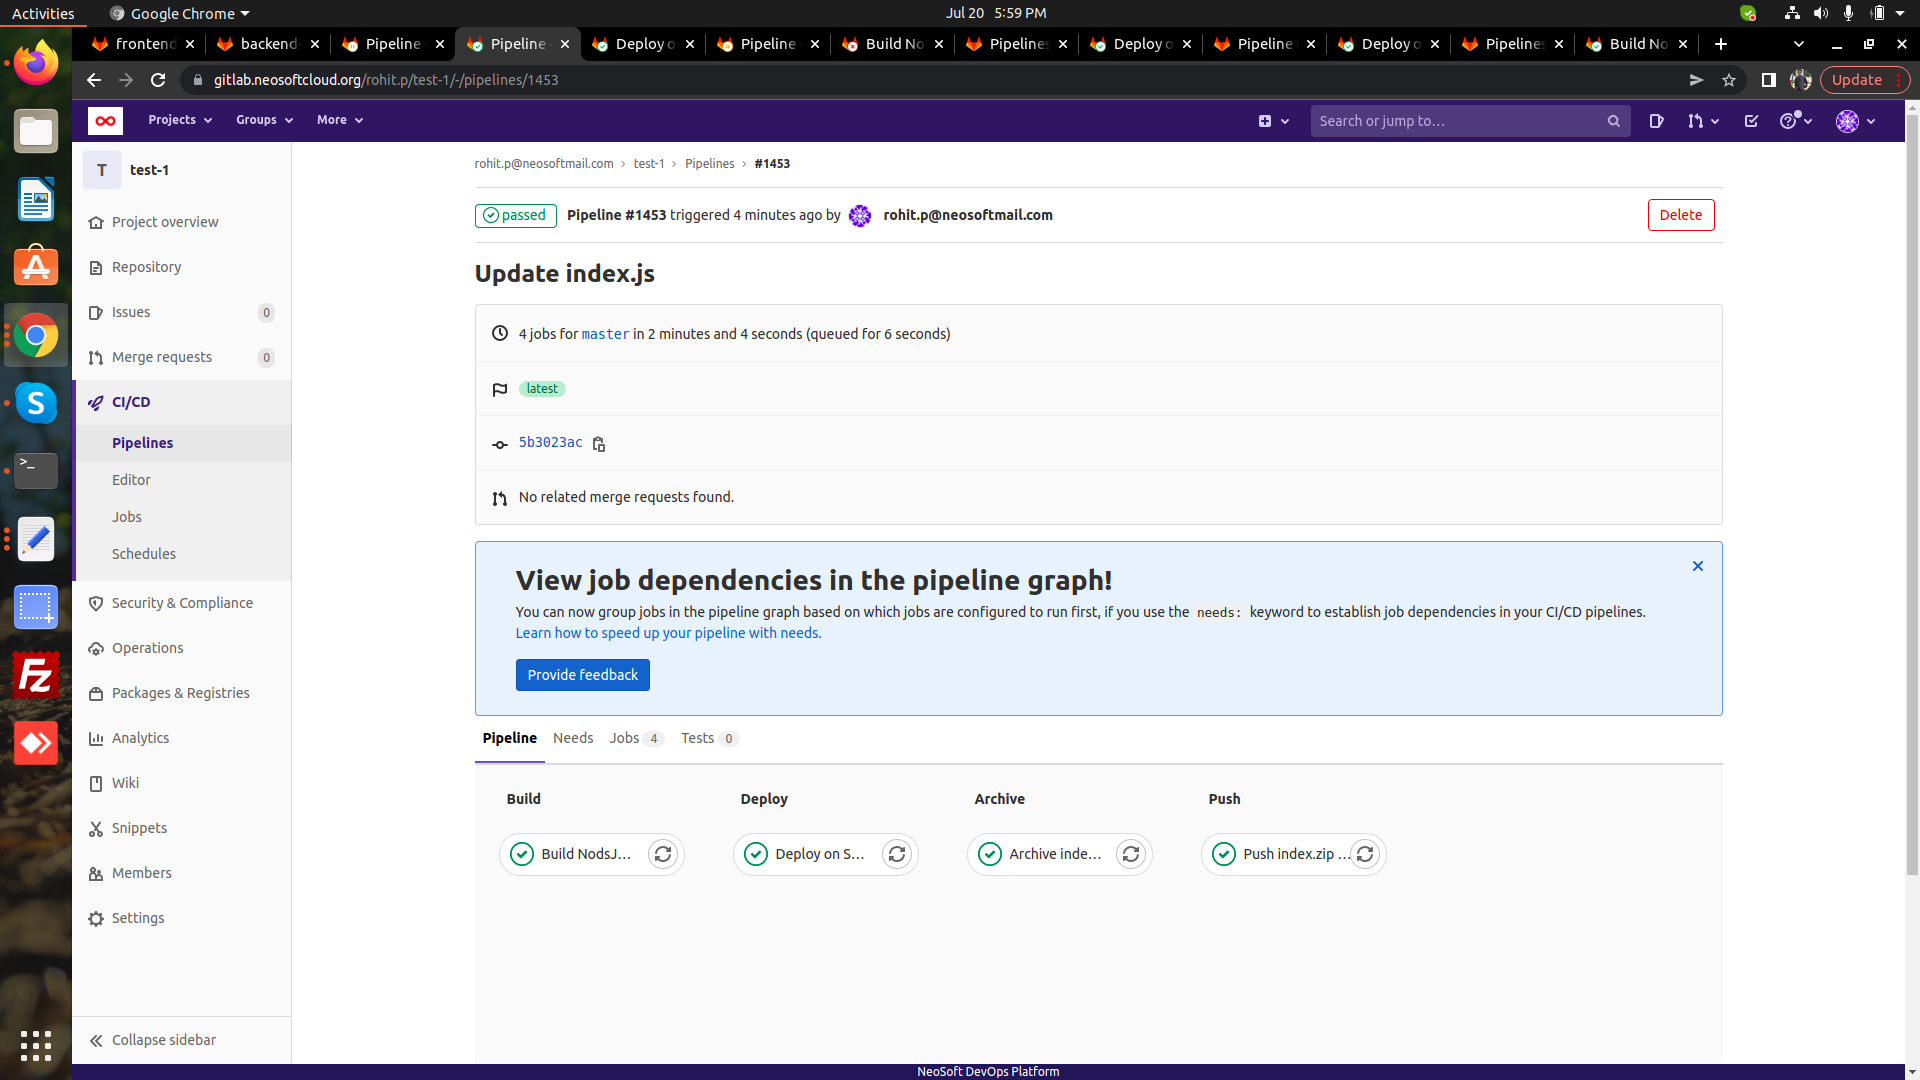 Activities
Google Chrome
Jul 20 5:59 PM
frontend
backend-
Pipeline
Pipeline
Deploy o
Pipeline
Build No
Pipelines
Deploy o
Pipeline
Deploy o
Pipelines
Build No
gitlab.neosoftcloud.org/rohit.p/test-1/-/pipelines/1453
Update
Projects
Groups
More
Search or jump to...
T
test-1
Project overview
Repository
Issues 0
Merge requests 0
CI/CD
Pipelines
Editor
Jobs
Schedules
Security & Compliance
Operations
Packages & Registries
Analytics
Wiki
Snippets
Members
Settings
Collapse sidebar
rohit.p@neosoftmail.com › test-1 › Pipelines › #1453
passed Pipeline #1453 triggered 4 minutes ago by rohit.p@neosoftmail.com
Delete
Update index.js
4 jobs for master in 2 minutes and 4 seconds (queued for 6 seconds)
latest
5b3023ac
No related merge requests found.
View job dependencies in the pipeline graph!
You can now group jobs in the pipeline graph based on which jobs are configured to run first, if you use the needs: keyword to establish job dependencies in your CI/CD pipelines.
Learn how to speed up your pipeline with needs.
Provide feedback
Pipeline Needs Jobs 4 Tests 0
Build Deploy Archive Push
Build NodsJ... Deploy on S... Archive inde... Push index.zip ...
NeoSoft DevOps Platform